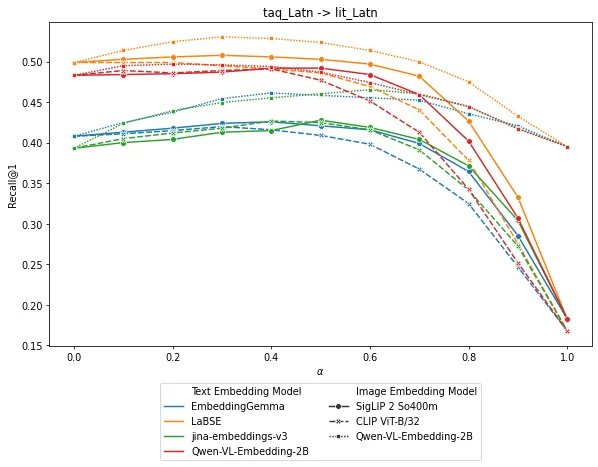 taq_Latn -> lit_Latn
Recall@1
0.50
0.45
0.40
0.35
0.30
0.25
0.20
0.15
0.0
0.2
0.4
0.6
0.8
1.0
α
Text Embedding Model
EmbeddingGemma
LaBSE
jina-embeddings-v3
Qwen-VL-Embedding-2B
Image Embedding Model
SigLIP 2 So400m
CLIP ViT-B/32
Qwen-VL-Embedding-2B